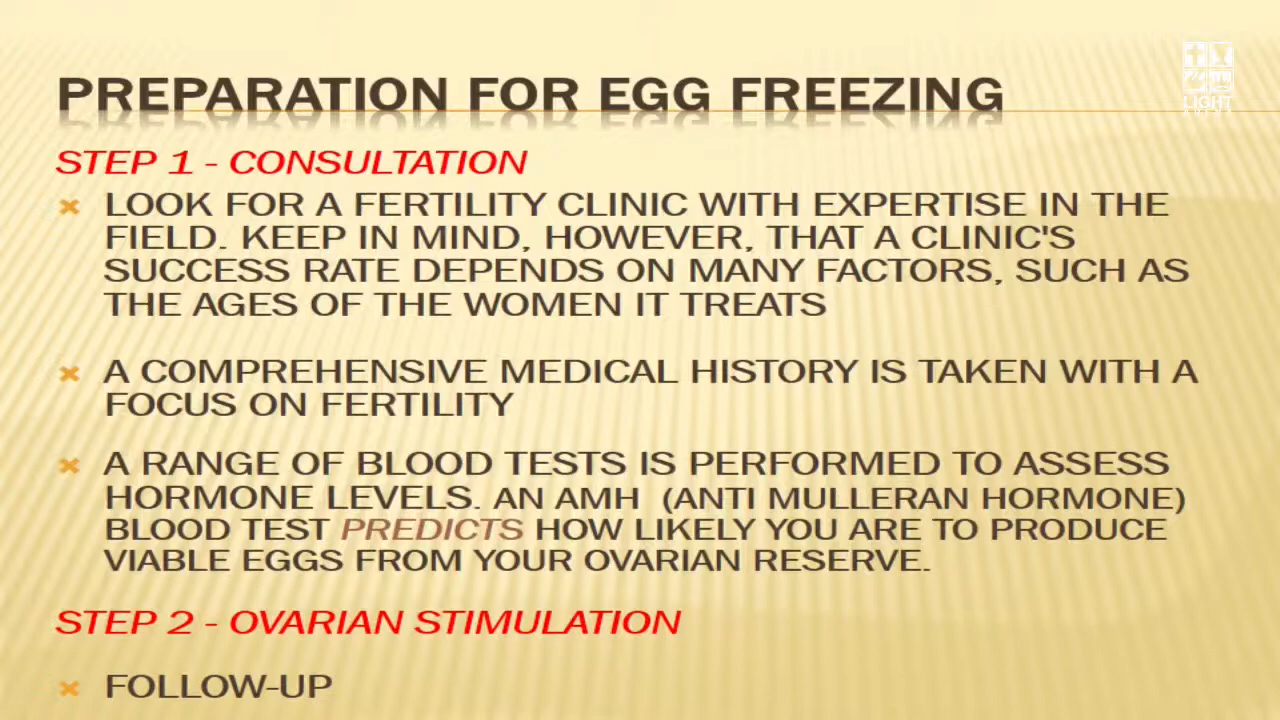 PREPARATION FOR EGG FREEZING
LIGHT
STEP 1 - CONSULTATION
LOOK FOR A FERTILITY CLINIC WITH EXPERTISE IN THE
FIELD. KEEP IN MIND, HOWEVER, THAT A CLINIC'S
SUCCESS RATE DEPENDS ON MANY FACTORS, SUCH AS
THE AGES OF THE WOMEN IT TREATS
A COMPREHENSIVE MEDICAL HISTORY IS TAKEN WITH A
FOCUS ON FERTILITY
A RANGE OF BLOOD TESTS IS PERFORMED TO ASSESS
HORMONE LEVELS. AN AMH (ANTI MULLERAN HORMONE)
BLOOD TEST PREDICTS HOW LIKELY YOU ARE TO PRODUCE
VIABLE EGGS FROM YOUR OVARIAN RESERVE.
STEP 2 - OVARIAN STIMULATION
FOLLOW-UP